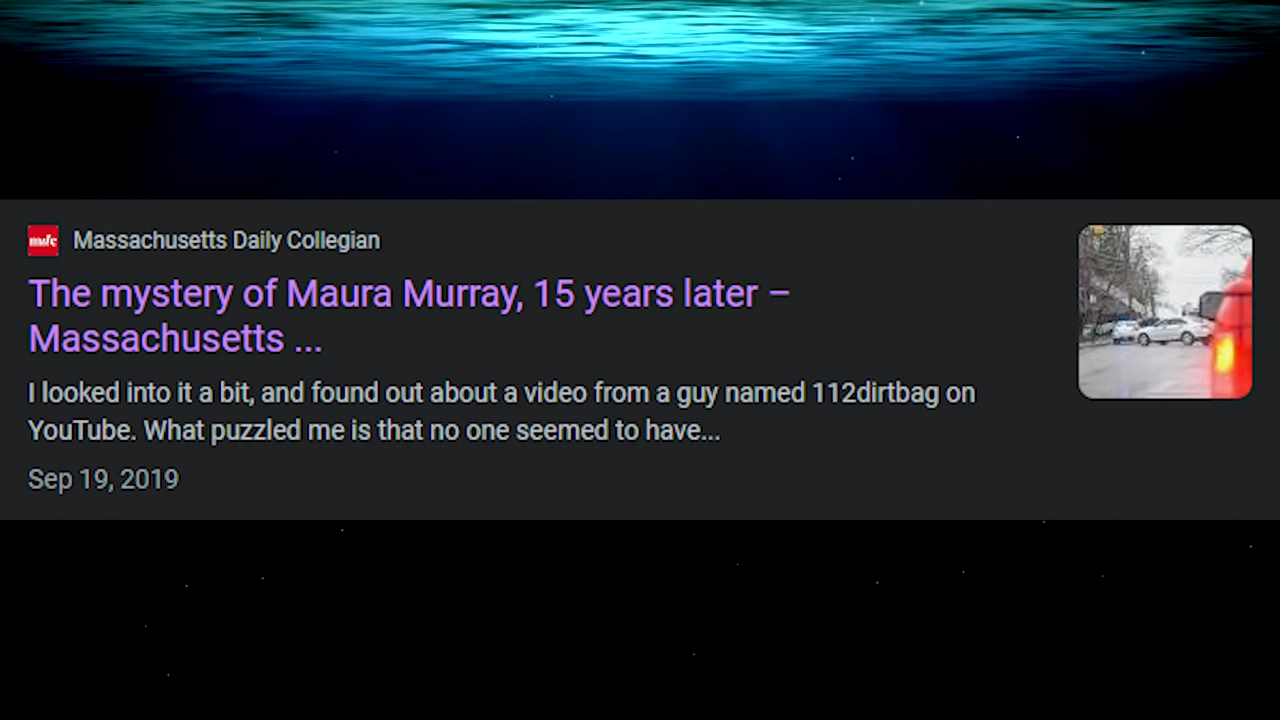 mdc
Massachusetts Daily Collegian
The mystery of Maura Murray, 15 years later –
Massachusetts ...
I looked into it a bit, and found out about a video from a guy named 112dirtbag on
YouTube. What puzzled me is that no one seemed to have...
Sep 19, 2019